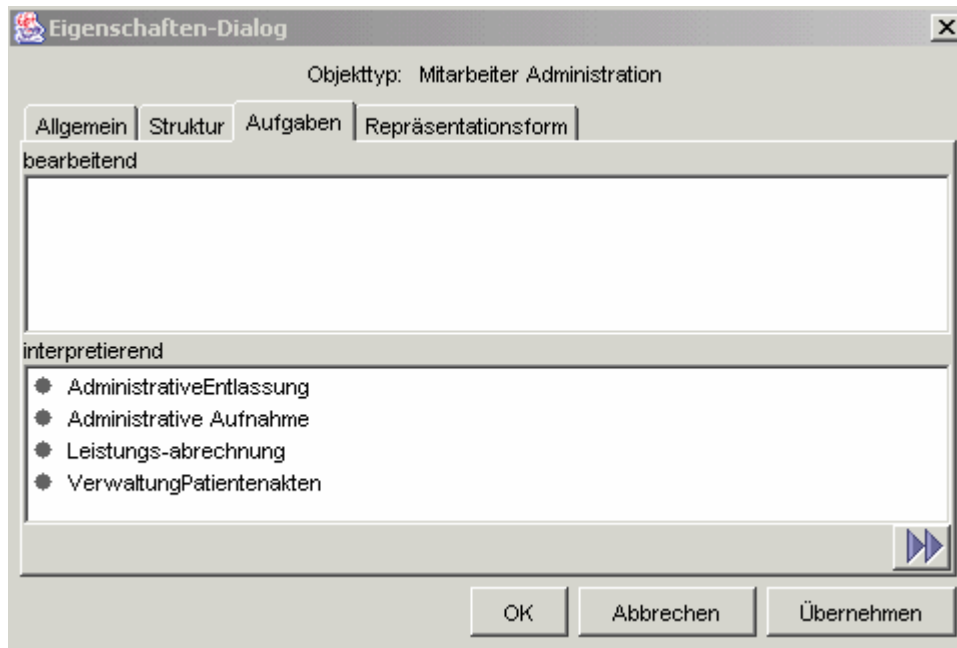 Eigenschaften-Dialog
Objekttyp: Mitarbeiter Administration
Allgemein Struktur Aufgaben Repräsentationsform
bearbeitend
interpretierend
AdministrativeEntlassung
Administrative Aufnahme
Leistungs-abrechnung
VerwaltungPatientenakten
OK Abbrechen Übernehmen